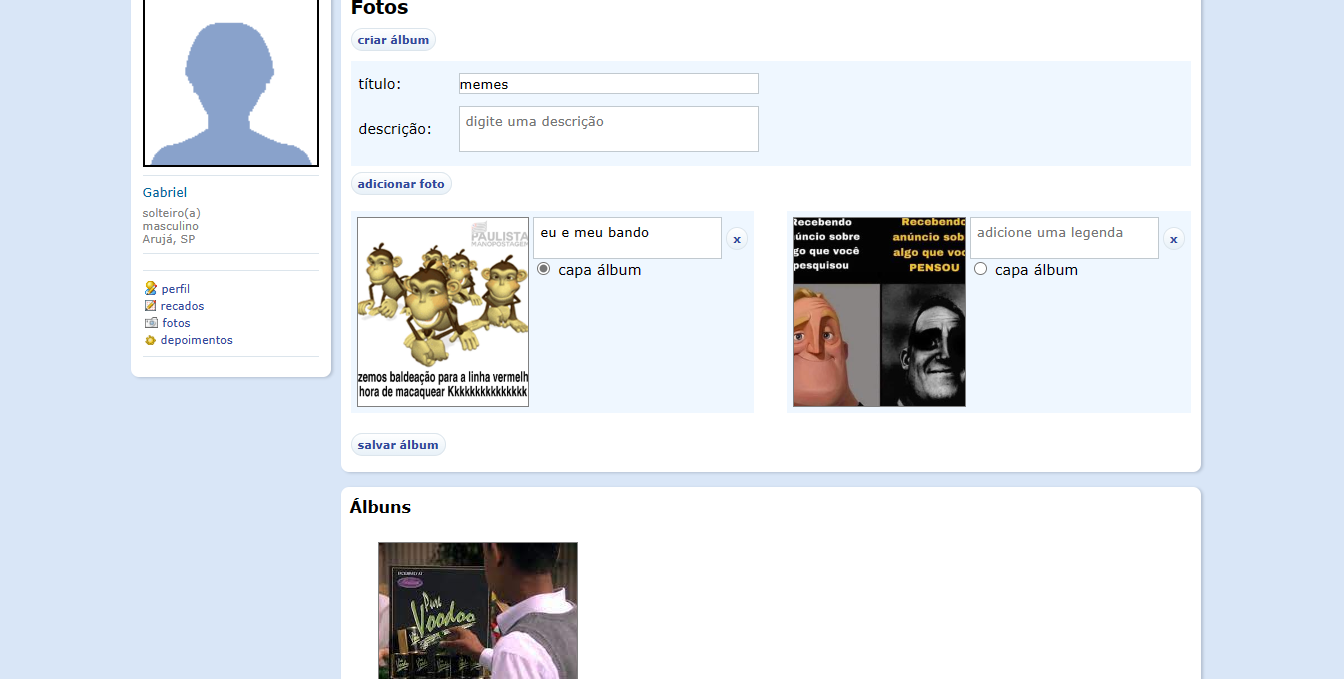 Fotos
criar álbum
título:
memes
descrição:
digite uma descrição
adicionar foto
Gabriel
solteiro(a)
masculino
Arujá, SP
perfil
recados
fotos
depoimentos
PAULISTA
MANOPOSTAGEM
zemos baldeação para a linha vermelh
hora de macaquear Kkkkkkkkkkkkkkk
eu e meu bando
x
capa álbum
Recebendo
úncio sobre
go que você
pesquisou
Recebendo
anúncio sob
algo que voc
PENSOU
adicione uma legenda
x
capa álbum
salvar álbum
Álbuns
Pure
Voodoo